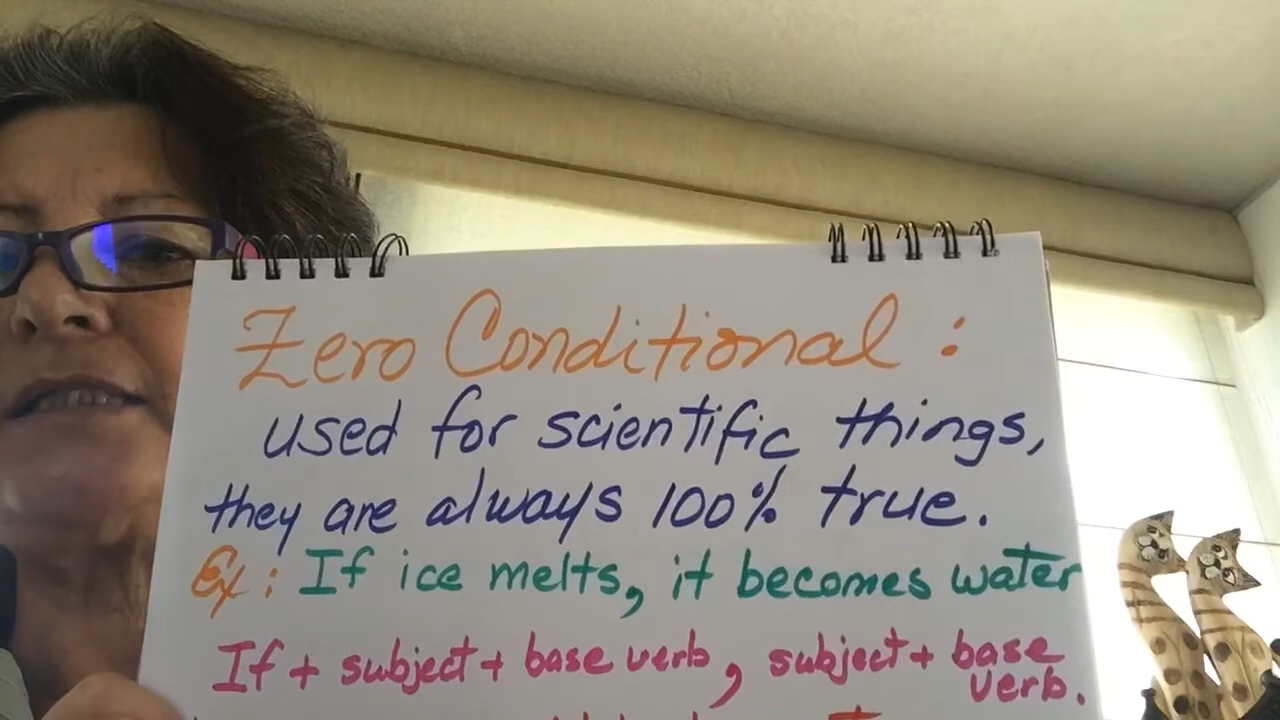 Zero Conditional :
used for scientific things,
they are always 100% true.
Ex: If ice melts, it becomes water
If + subject + base verb, subject + base
verb.